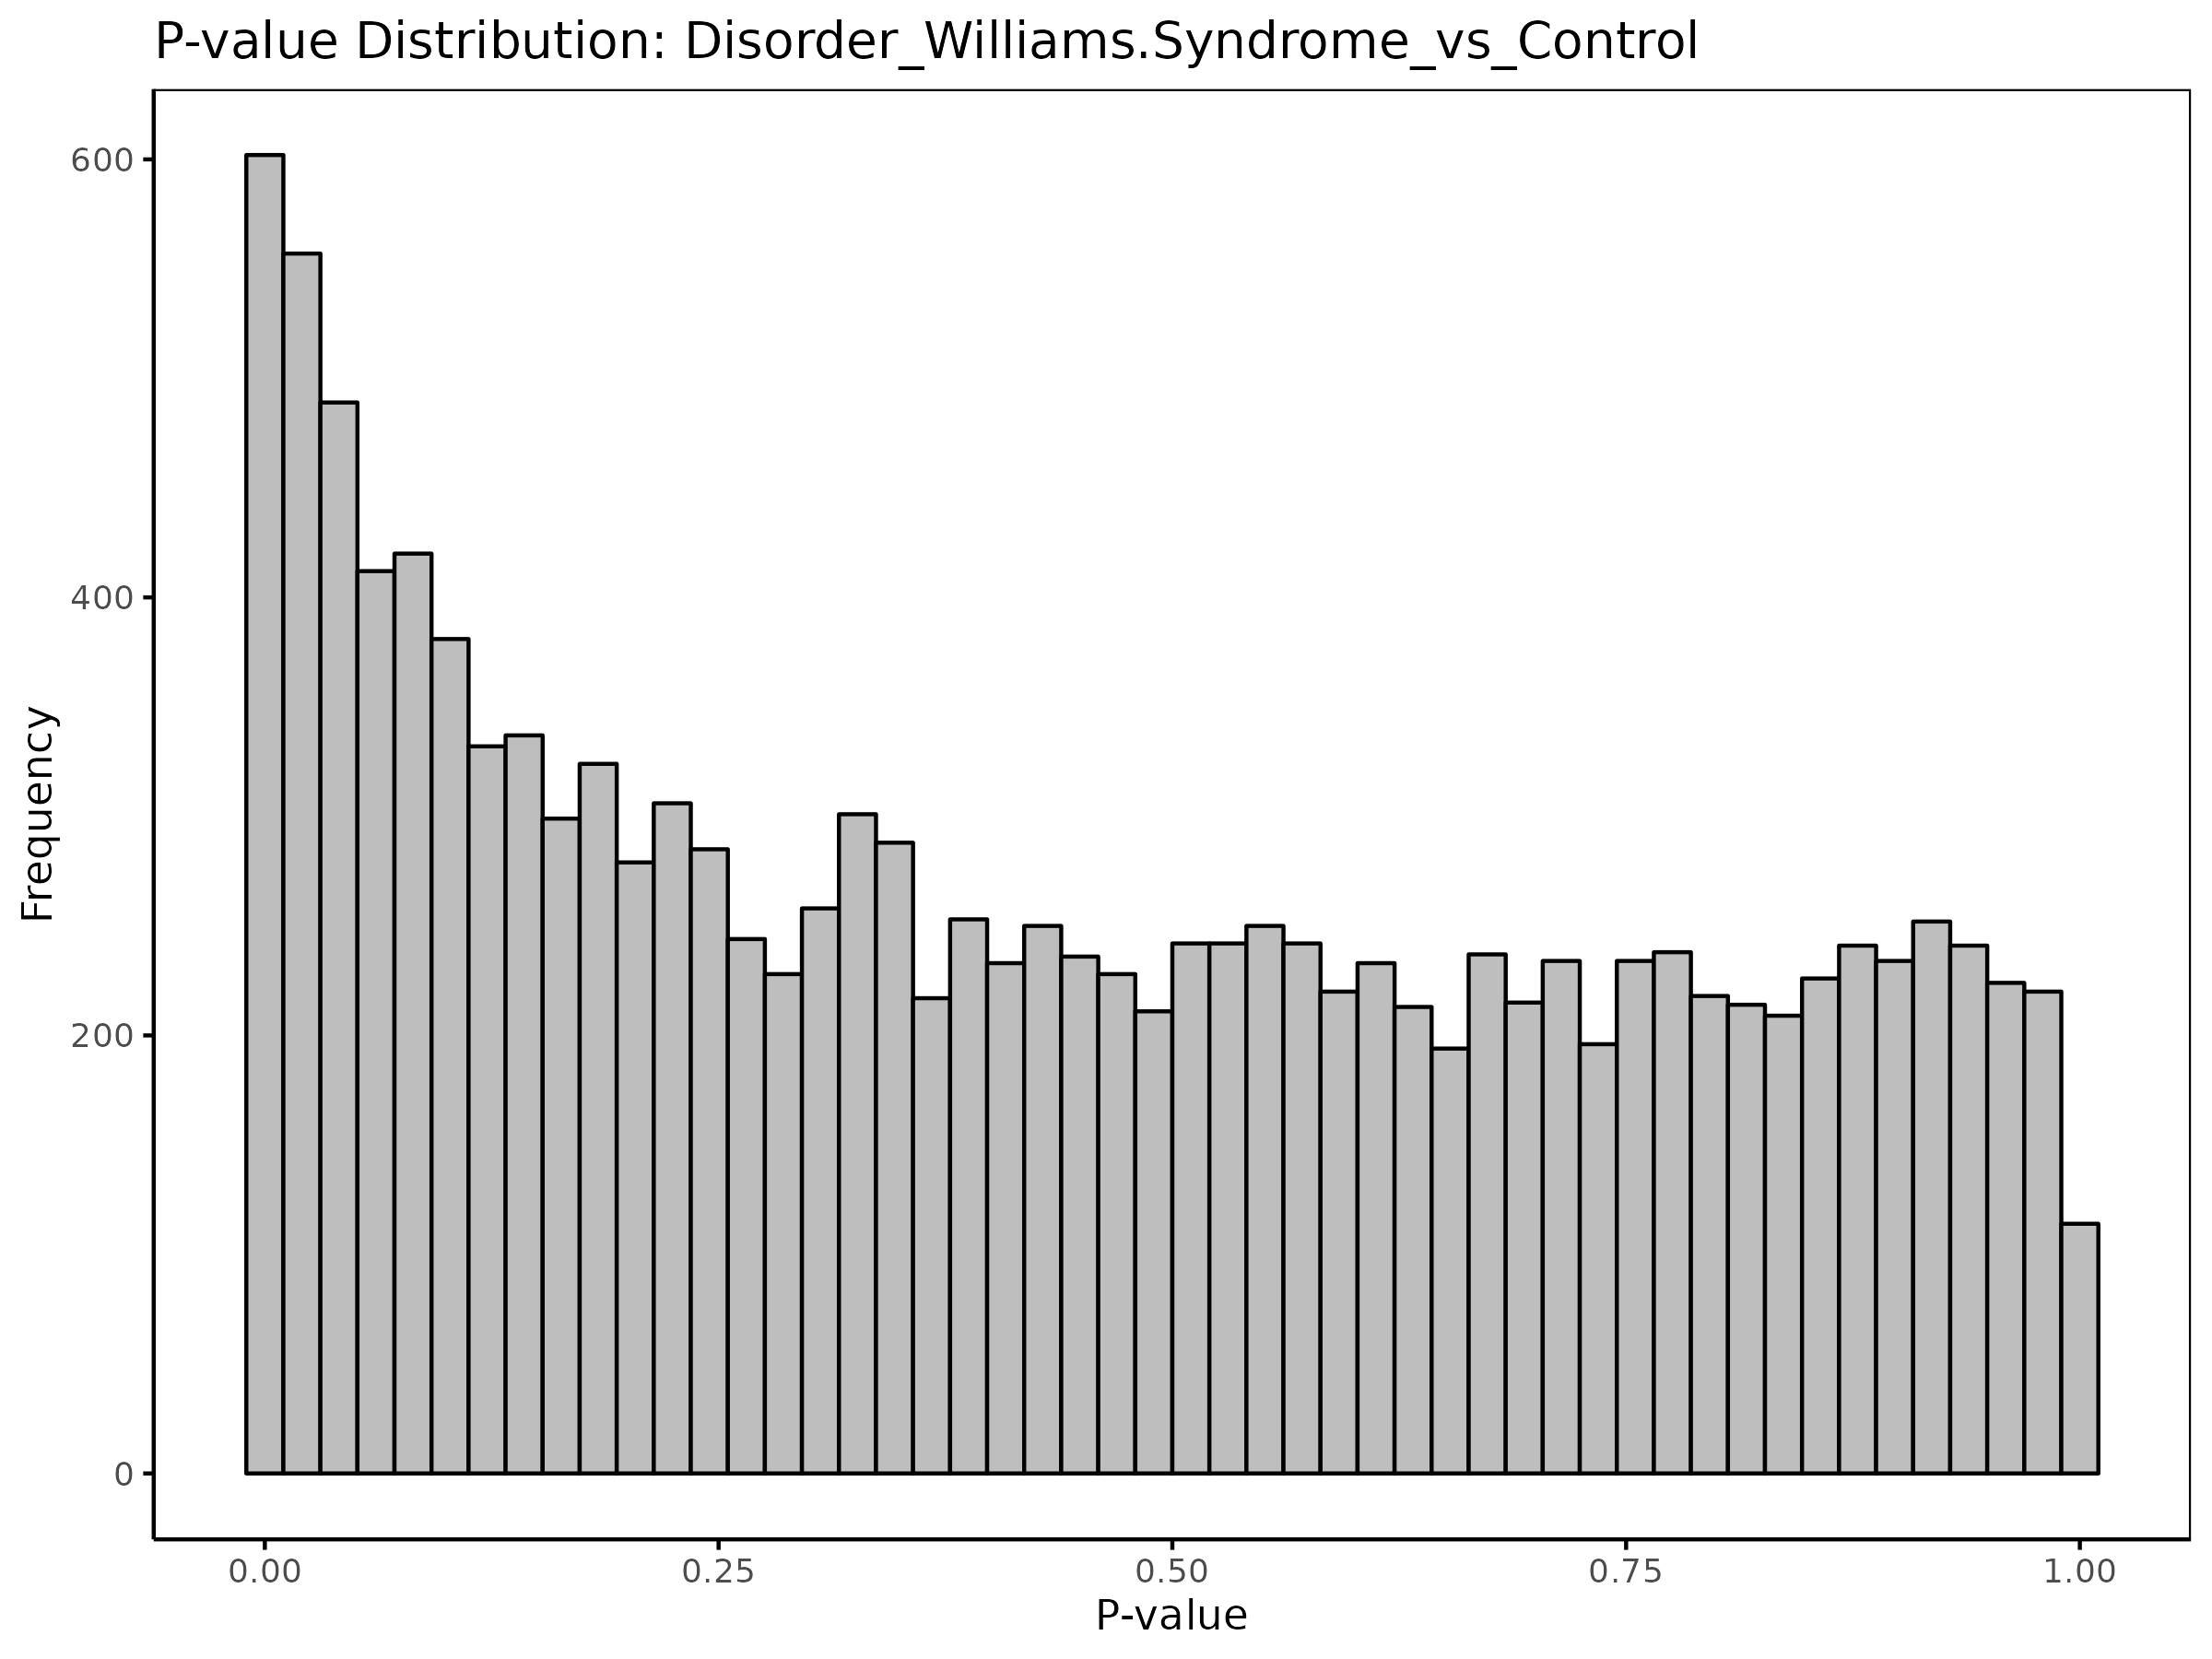 P-value Distribution: Disorder_Williams.Syndrome_vs_Control
600
400
200
0
Frequency
0.00 0.25 0.50 0.75 1.00
P-value